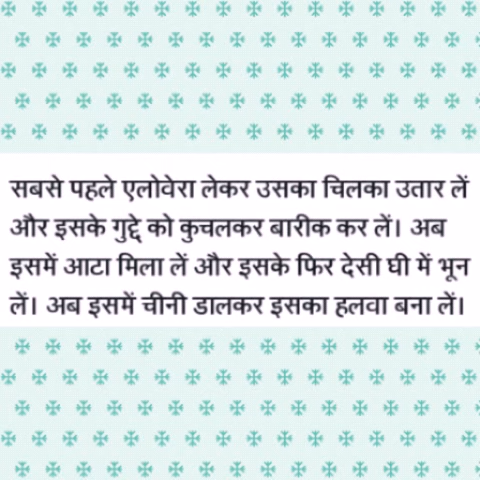 सबसे पहले एलोवेरा लेकर उसका चिलका उतार लें
और इसके गुद्दे को कुचलकर बारीक कर लें। अब
इसमें आटा मिला लें और इसके फिर देसी घी में भून
लें। अब इसमें चीनी डालकर इसका हलवा बना लें।